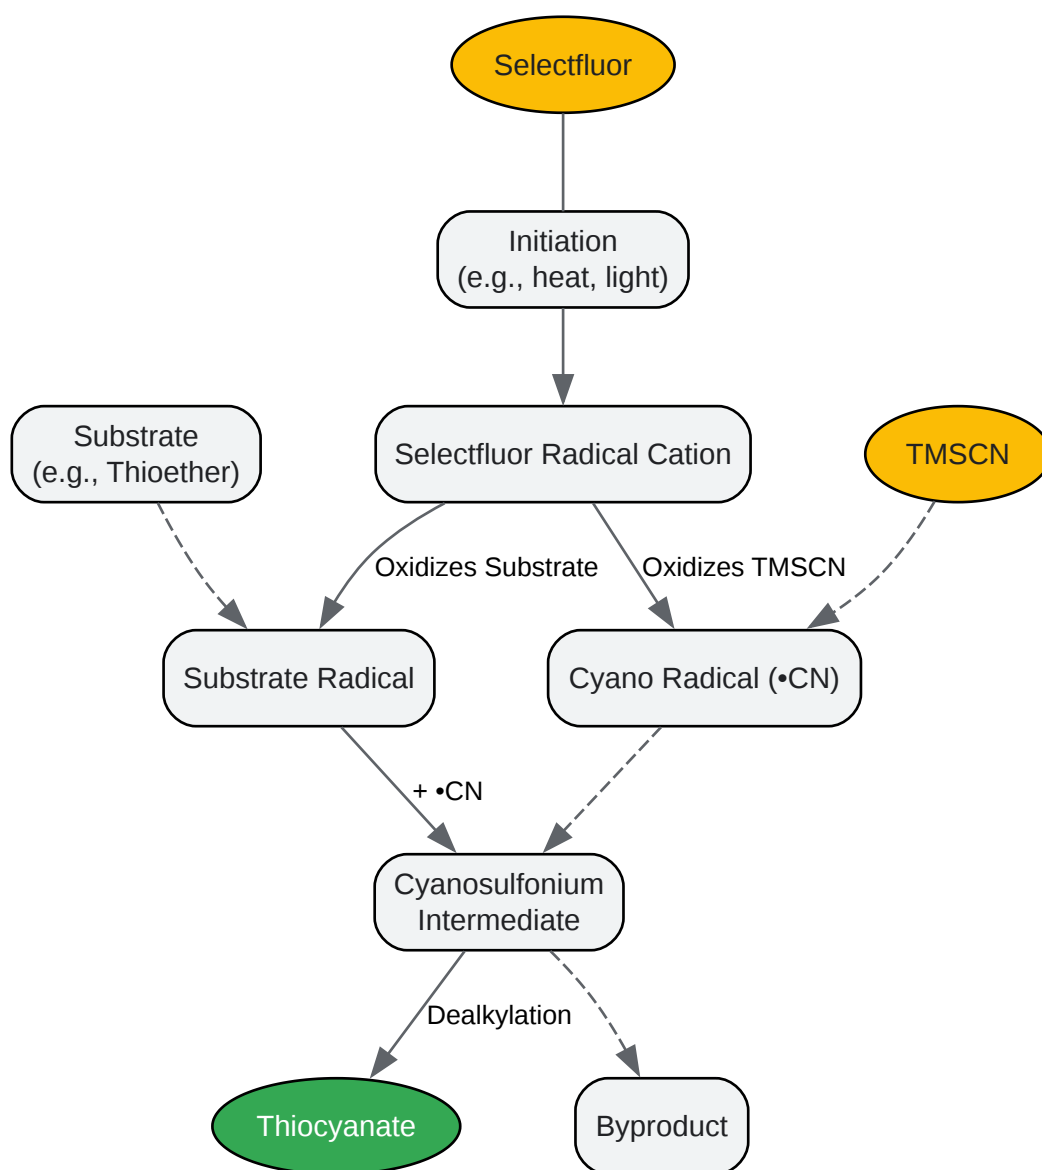 Selectfluor
Initiation
(e.g., heat, light)
Substrate
(e.g., Thioether)
Selectfluor Radical Cation
TMSCN
Oxidizes Substrate
Oxidizes TMSCN
Substrate Radical
Cyano Radical (•CN)
+ •CN
Cyanosulfonium
Intermediate
Dealkylation
Thiocyanate
Byproduct